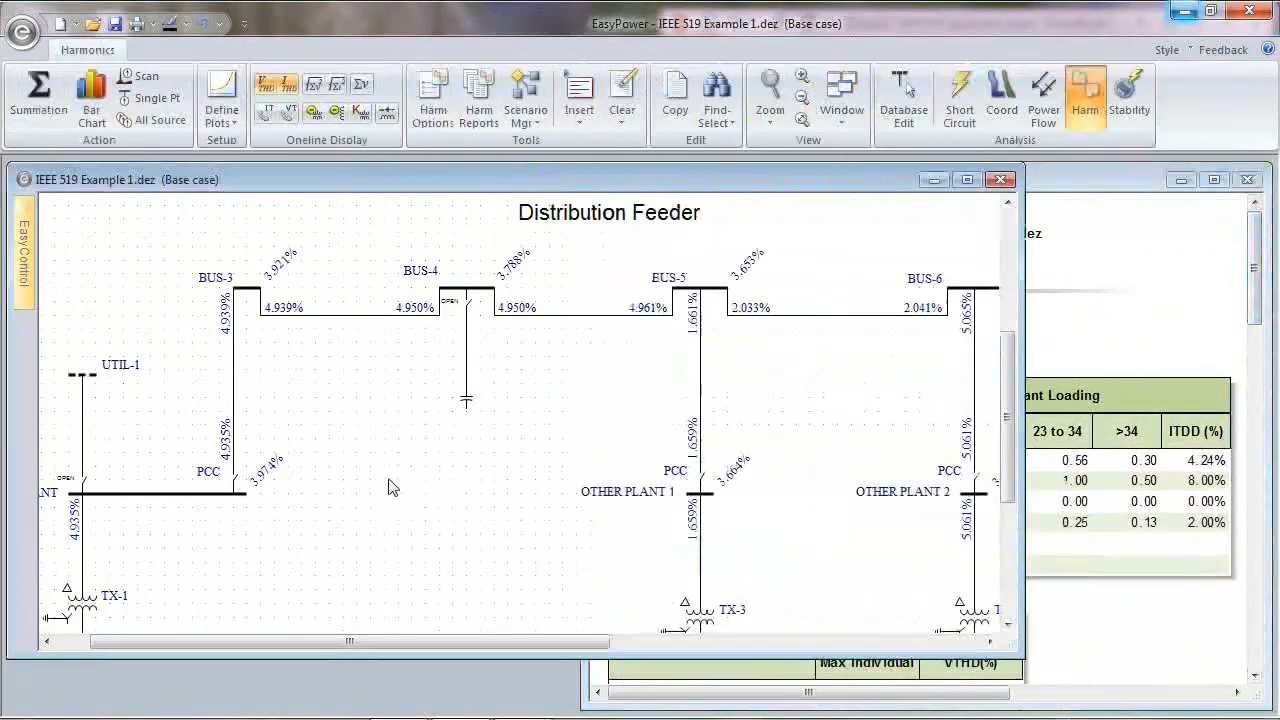 EasyPower - IEEE 519 Example 1.dez (Base case)
Harmonics
Style
Feedback
Summation
Bar Chart
Scan
Single Pt
All Source
Define Plots
Harm Options
Harm Reports
Scenario Mgr
Insert
Clear
Copy
Find-Select
Zoom
Window
Database Edit
Short Circuit
Coord
Power Flow
Harm
Stability
Action
Setup
Oneline Display
Tools
Edit
View
Analysis
IEEE 519 Example 1.dez (Base case)
EasyControl
Distribution Feeder
BUS-3
3.921%
BUS-4
3.788%
BUS-5
3.653%
BUS-6
4.939%
4.939%
4.950%
OPEN
4.950%
4.961%
1.661%
2.033%
2.041%
5.065%
UTIL-1
4.935%
PCC
3.974%
OPEN
NT
4.935%
1.659%
PCC
3.664%
OTHER PLANT 1
1.659%
5.061%
PCC
OTHER PLANT 2
5.061%
TX-1
TX-3
dez
ant Loading
23 to 34
>34
ITDD (%)
0.56
0.30
4.24%
1.00
0.50
8.00%
0.00
0.00
0.00%
0.25
0.13
2.00%
Max Individual
VTHD(%)